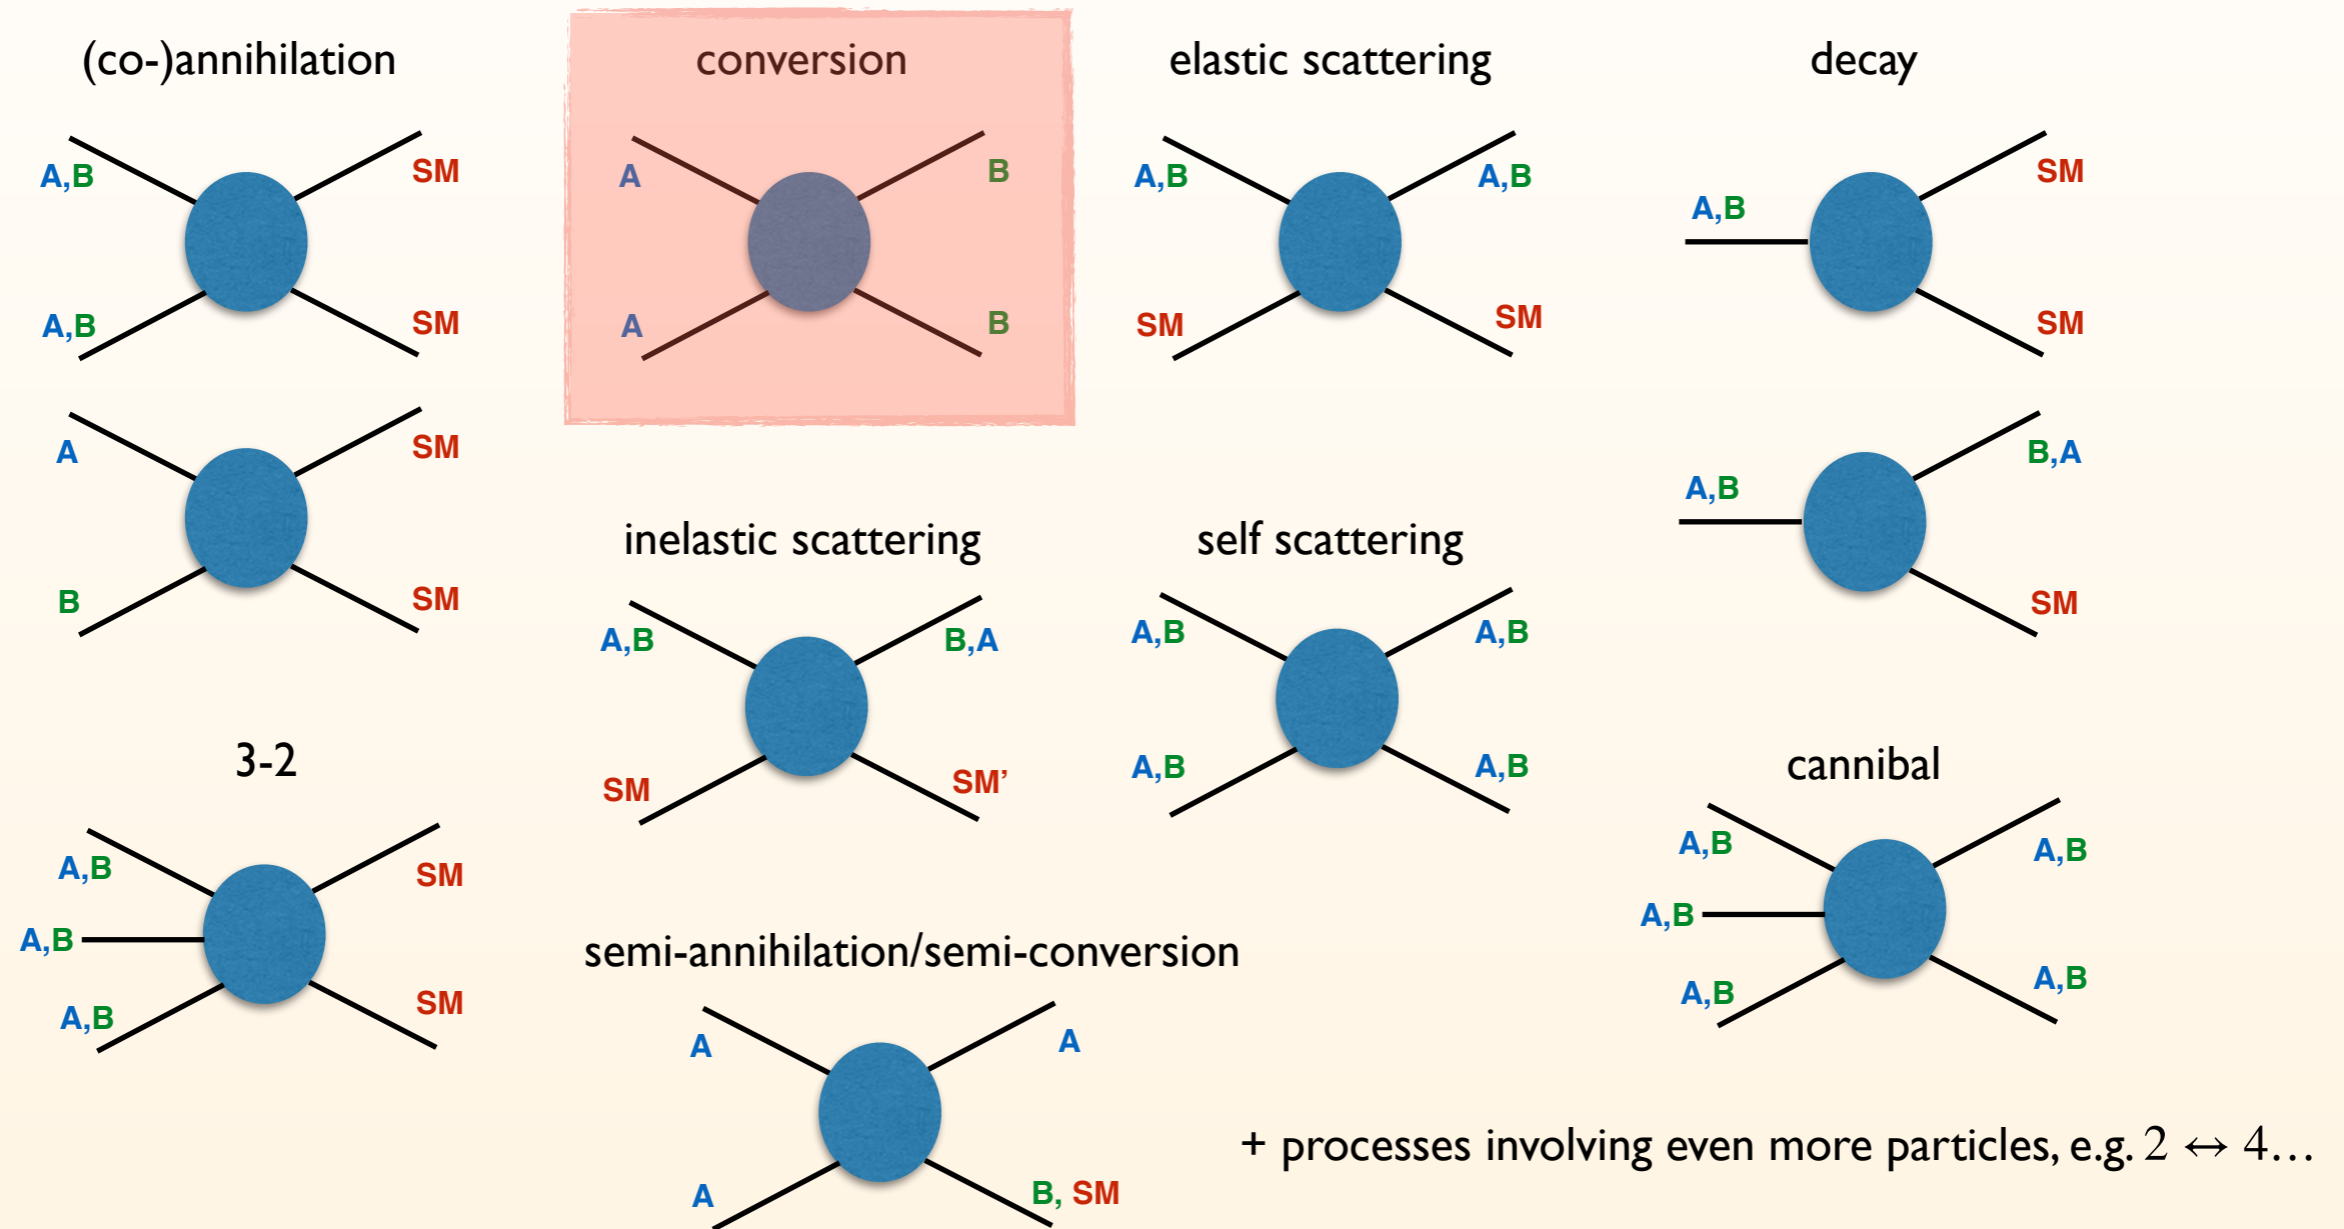 (co-)annihilation
A,B
SM
A,B
SM
A
SM
B
SM
conversion
A
B
A
B
elastic scattering
A,B
A,B
SM
SM
decay
SM
A,B
SM
B,A
A,B
SM
inelastic scattering
A,B
B,A
SM
SM’
self scattering
A,B
A,B
A,B
A,B
3-2
A,B
SM
A,B
SM
A,B
cannibal
A,B
A,B
A,B
A,B
A,B
semi-annihilation/semi-conversion
A
A
A
B, SM
+ processes involving even more particles, e.g. 2 ↔ 4…